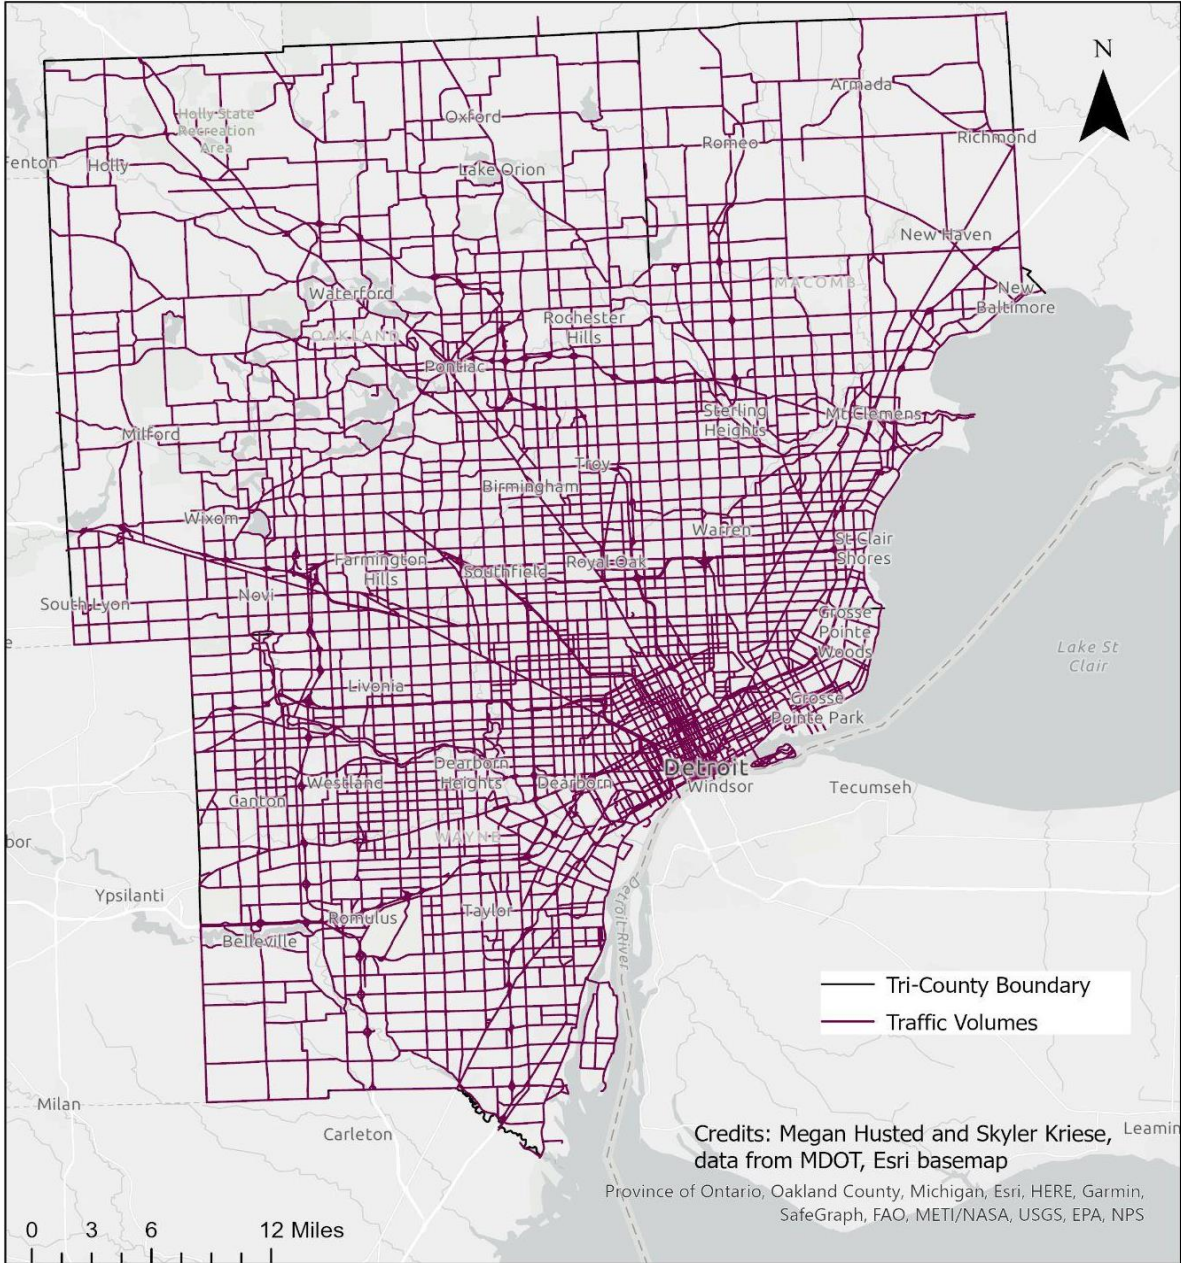 N
Armada
Holly State
Recreation
Area
Oxford
Richmond
Romeo
Fenton
Holly
Lake Orion
New Haven
MACOMB
New
Baltimore
Waterford
Rochester
Hills
OAKLAND
Pontiac
Sterling
Heights
Mt Clemens
Milford
Troy
Birmingham
Wixom
Warren
St Clair
Shores
Farmington
Hills
Southfield
Royal Oak
Novi
South Lyon
Grosse
Pointe
Woods
e
Lake St
Clair
Livonia
Grosse
Pointe Park
Detroit
Windsor
Dearborn
Heights
Dearborn
Westland
Tecumseh
Canton
WAYNE
bor
Ypsilanti
Taylor
Romulus
Detroit River
Belleville
Tri-County Boundary
Traffic Volumes
Milan
Carleton
Leamin
Credits: Megan Husted and Skyler Kriese,
data from MDOT, Esri basemap
Province of Ontario, Oakland County, Michigan, Esri, HERE, Garmin,
SafeGraph, FAO, METI/NASA, USGS, EPA, NPS
0 3 6 12 Miles